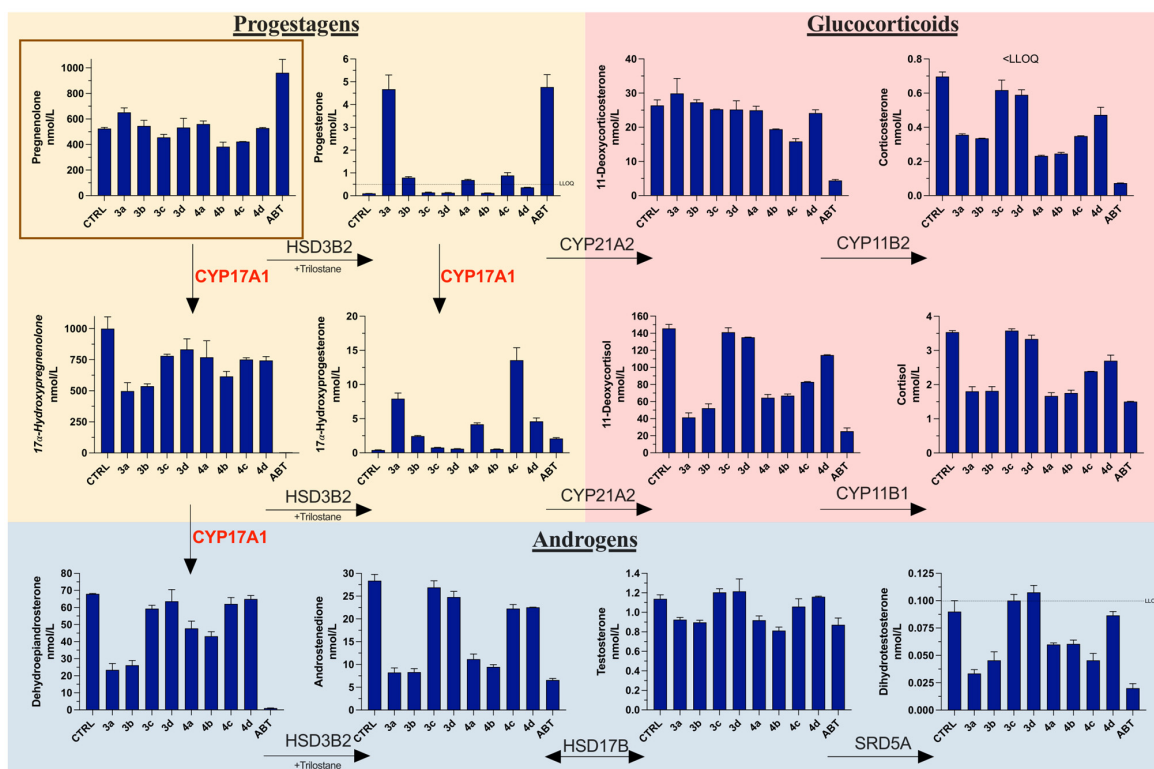 Progestagens
Glucocorticoids
Pregnenolone
nmol/L
1000
800
600
400
200
0
CTRL 3a 3b 3c 3d 4a 4b 4c 4d ABT
Progesterone
nmol/L
6
5
4
3
2
1
0
LLOQ
CTRL 3a 3b 3c 3d 4a 4b 4c 4d ABT
11-Deoxycorticosterone
nmol/L
40
30
20
10
0
CTRL 3a 3b 3c 3d 4a 4b 4c 4d ABT
<LLOQ
Corticosterone
nmol/L
0.8
0.6
0.4
0.2
0.0
CTRL 3a 3b 3c 3d 4a 4b 4c 4d ABT
HSD3B2
+Trilostane
CYP21A2
CYP11B2
CYP17A1
CYP17A1
17α-Hydroxypregnenolone
nmol/L
1000
750
500
250
0
CTRL 3a 3b 3c 3d 4a 4b 4c 4d ABT
17α-Hydroxyprogesterone
nmol/L
20
15
10
5
0
CTRL 3a 3b 3c 3d 4a 4b 4c 4d ABT
11-Deoxycortisol
nmol/L
160
140
120
100
80
60
40
20
0
CTRL 3a 3b 3c 3d 4a 4b 4c 4d ABT
Cortisol
nmol/L
4
3
2
1
0
CTRL 3a 3b 3c 3d 4a 4b 4c 4d ABT
HSD3B2
+Trilostane
CYP21A2
CYP11B1
CYP17A1
Androgens
Dehydroepiandrosterone
nmol/L
70
60
50
40
30
20
10
0
CTRL 3a 3b 3c 3d 4a 4b 4c 4d ABT
Androstenedione
nmol/L
30
25
20
15
10
5
0
CTRL 3a 3b 3c 3d 4a 4b 4c 4d ABT
Testosterone
nmol/L
1.4
1.2
1.0
0.8
0.6
0.4
0.2
0.0
CTRL 3a 3b 3c 3d 4a 4b 4c 4d ABT
Dihydrotestosterone
nmol/L
0.125
0.100
0.075
0.050
0.025
0.000
LLO
CTRL 3a 3b 3c 3d 4a 4b 4c 4d ABT
HSD3B2
+Trilostane
HSD17B
SRD5A